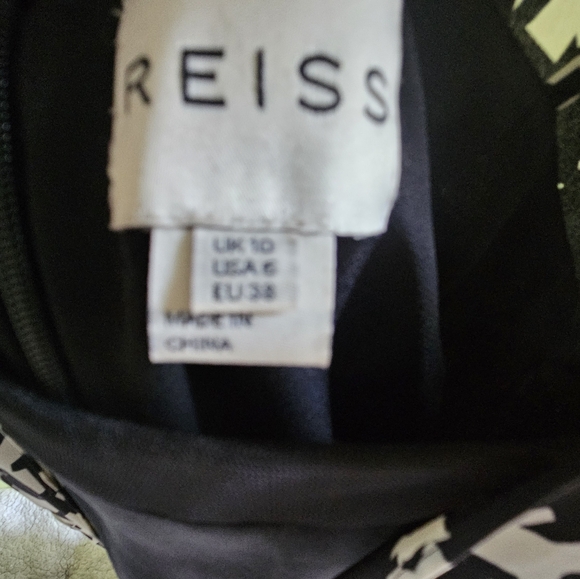 REISS
UK 10
USA 6
EU 38
MADE IN
CHINA